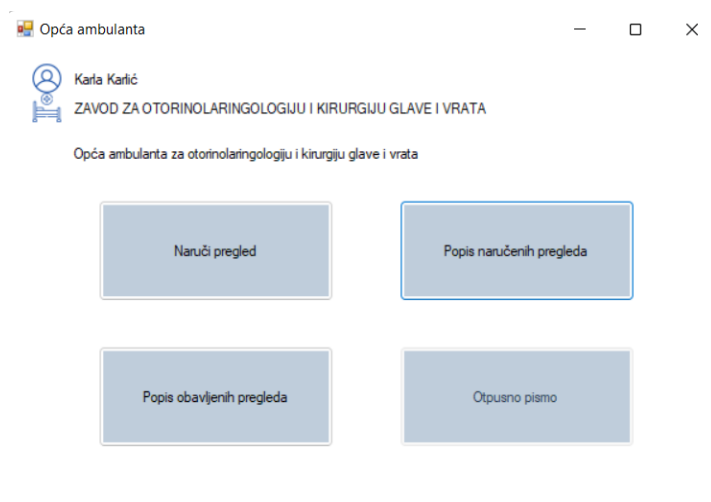 Opća ambulanta
Karla Karlić
ZAVOD ZA OTORINOLARINGOLOGIJU I KIRURGIJU GLAVE I VRATA
Opća ambulanta za otorinolaringologiju i kirurgiju glave i vrata
Naruči pregled
Popis naručenih pregleda
Popis obavljenih pregleda
Otpusno pismo